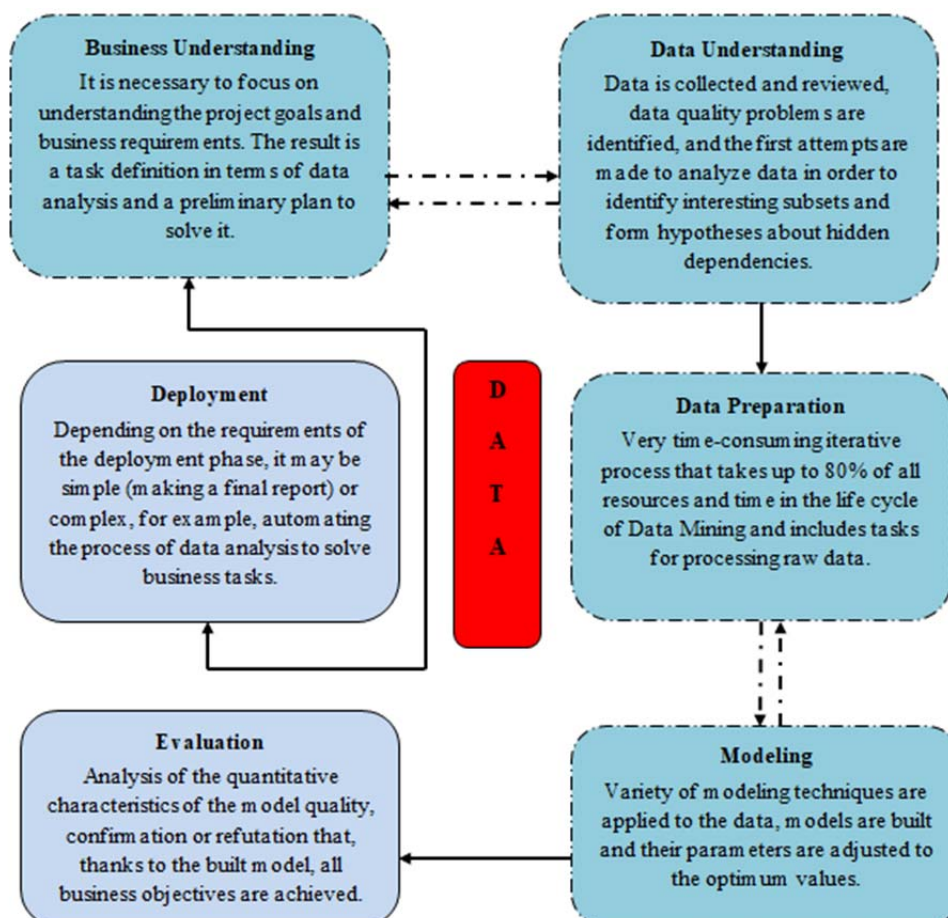 Business Understanding
It is necessary to focus on
understanding the project goals and
business requirements. The result is
a task definition in terms of data
analysis and a preliminary plan to
solve it.
Data Understanding
Data is collected and reviewed,
data quality problems are
identified, and the first attempts are
made to analyze data in order to
identify interesting subsets and
form hypotheses about hidden
dependencies.
Deployment
Depending on the requirements of
the deployment phase, it may be
simple (making a final report) or
complex, for example, automating
the process of data analysis to solve
business tasks.
D
A
T
A
Data Preparation
Very time-consuming iterative
process that takes up to 80% of all
resources and time in the life cycle
of Data Mining and includes tasks
for processing raw data.
Evaluation
Analysis of the quantitative
characteristics of the model quality,
confirmation or refutation that,
thanks to the built model, all
business objectives are achieved.
Modeling
Variety of modeling techniques are
applied to the data, models are built
and their parameters are adjusted to
the optimum values.